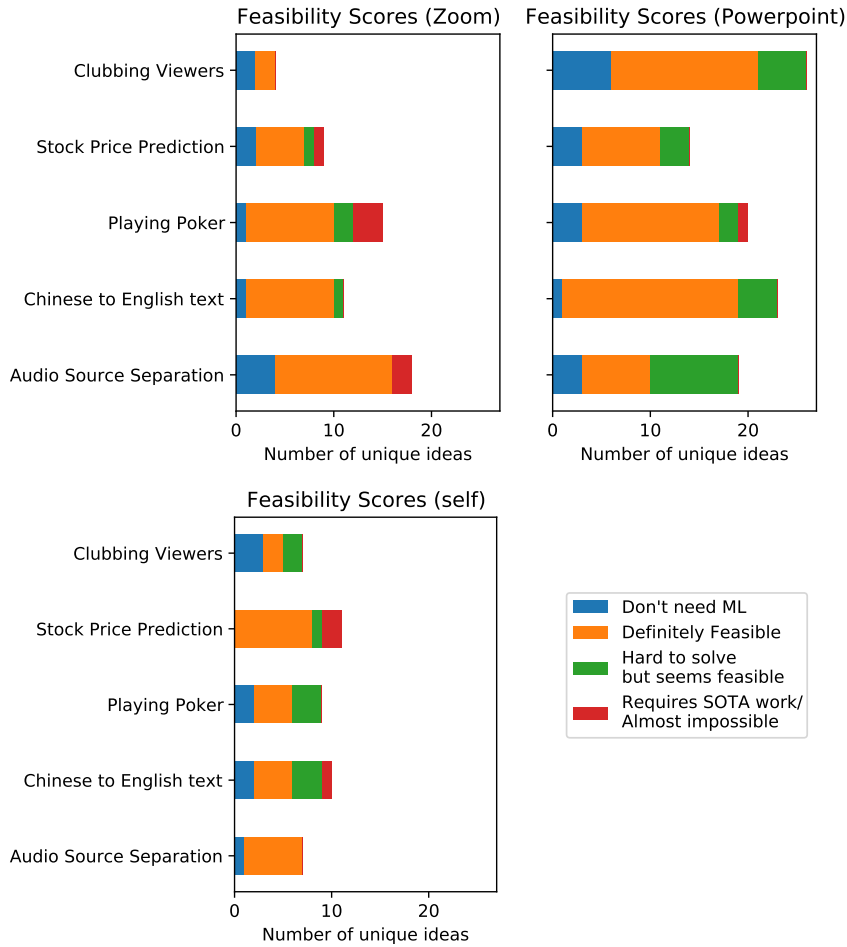 Feasibility Scores (Zoom)
Feasibility Scores (Powerpoint)
Clubbing Viewers
Stock Price Prediction
Playing Poker
Chinese to English text
Audio Source Separation
0 10 20
0 10 20
Number of unique ideas
Number of unique ideas
Feasibility Scores (self)
Clubbing Viewers
Stock Price Prediction
Playing Poker
Chinese to English text
Audio Source Separation
0 10 20
Number of unique ideas
Don't need ML
Definitely Feasible
Hard to solve
but seems feasible
Requires SOTA work/
Almost impossible